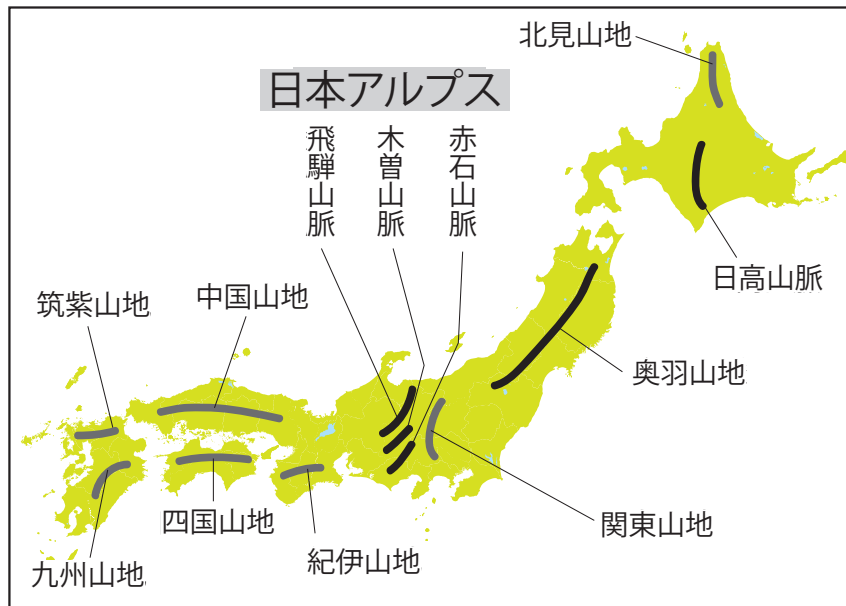 北見山地
日本アルプス
飛騨山脈
木曽山脈
赤石山脈
日高山脈
中国山地
筑紫山地
奥羽山地
関東山地
四国山地
紀伊山地
九州山地